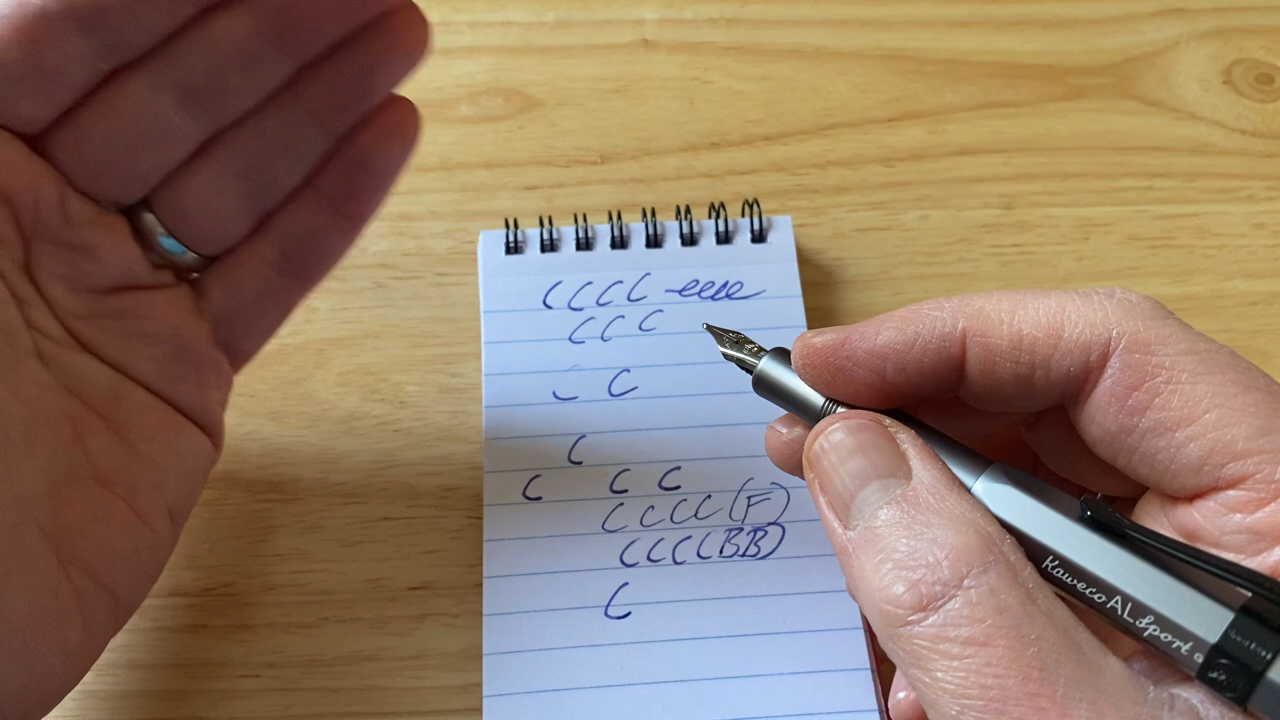 cccc eeee
ccc
c
c
c c c
cccc (F)
cccc (BB)
c
Kaweco AL Sport